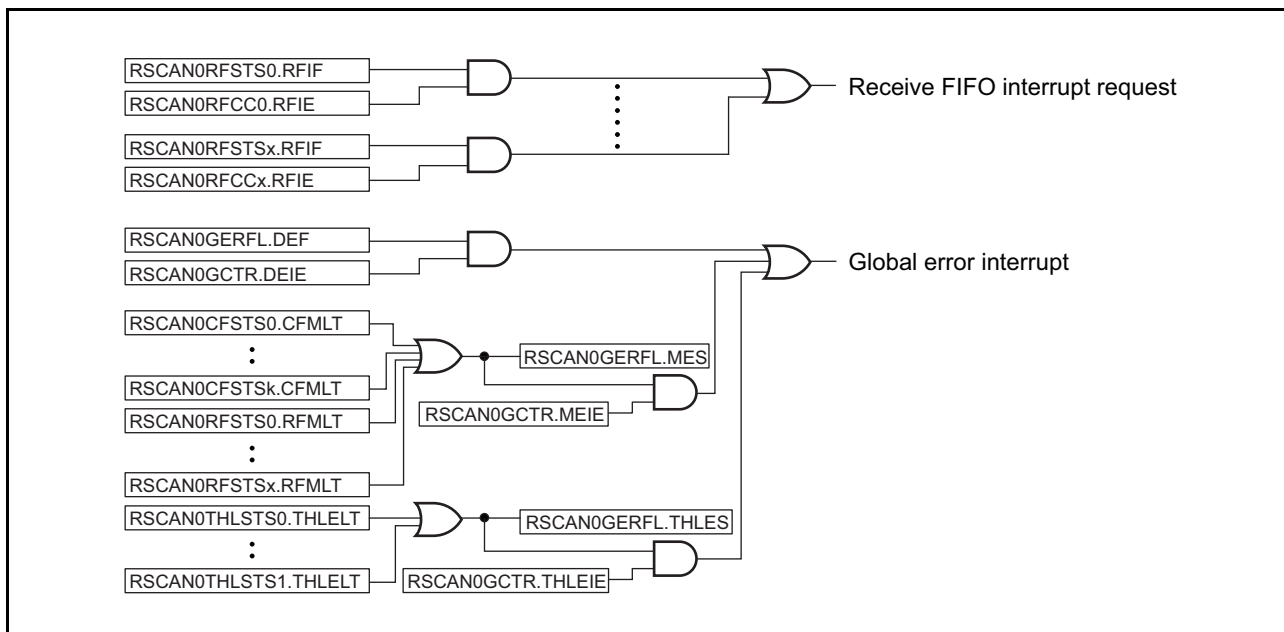 RSCAN0RFSTS0.RFIF
RSCAN0RFCC0.RFIE
Receive FIFO interrupt request
RSCAN0RFSTSx.RFIF
RSCAN0RFCCx.RFIE
RSCAN0GERFL.DEF
RSCAN0GCTR.DEIE
Global error interrupt
RSCAN0CFSTS0.CFMLT
RSCAN0GERFL.MES
RSCAN0CFSTSk.CFMLT
RSCAN0GCTR.MEIE
RSCAN0RFSTS0.RFMLT
RSCAN0RFSTSx.RFMLT
RSCAN0THLSTS0.THLELT
RSCAN0GERFL.THLES
RSCAN0THLSTS1.THLELT
RSCAN0GCTR.THLEIE